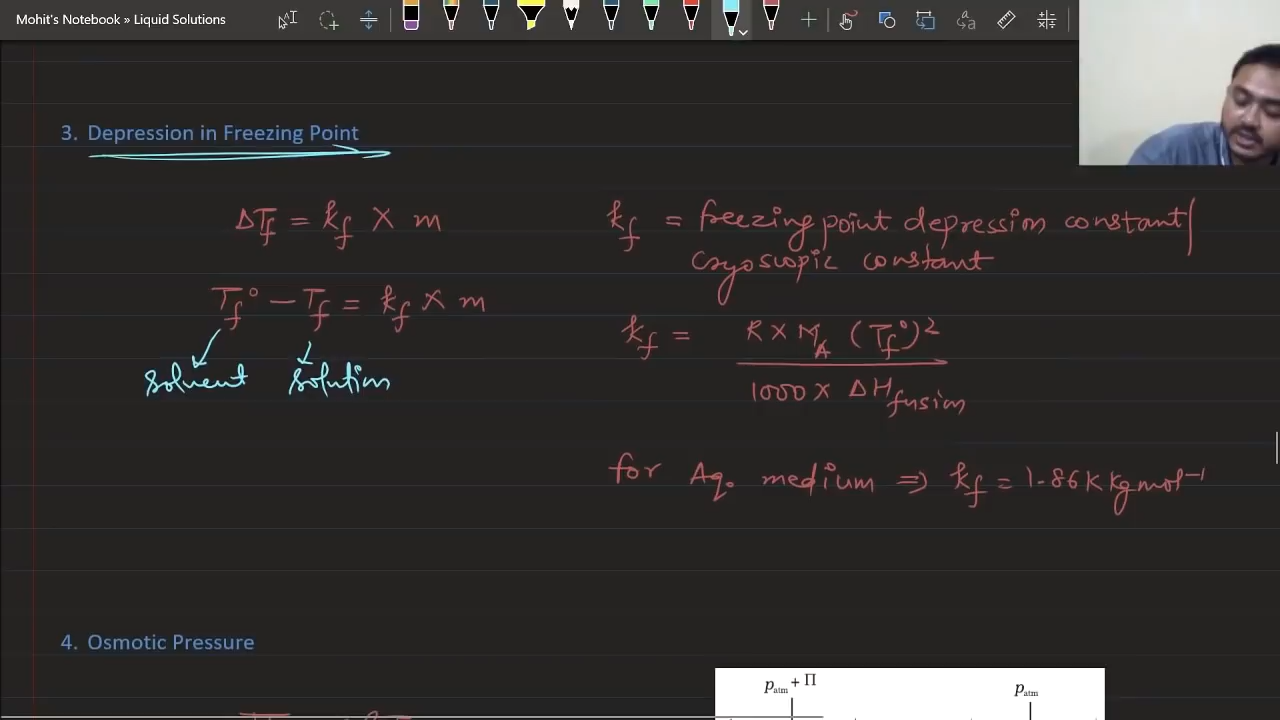 Mohit's Notebook » Liquid Solutions
3. Depression in Freezing Point
ΔTf = kf × m
kf = freezing point depression constant/
cryoscopic constant
Tf° − Tf = kf × m
solvent solution
kf = R × MA (Tf°)²
1000 × ΔHfusion
for Aq. medium ⇒ kf = 1.86 K kg mol⁻¹
4. Osmotic Pressure
patm + Π
patm